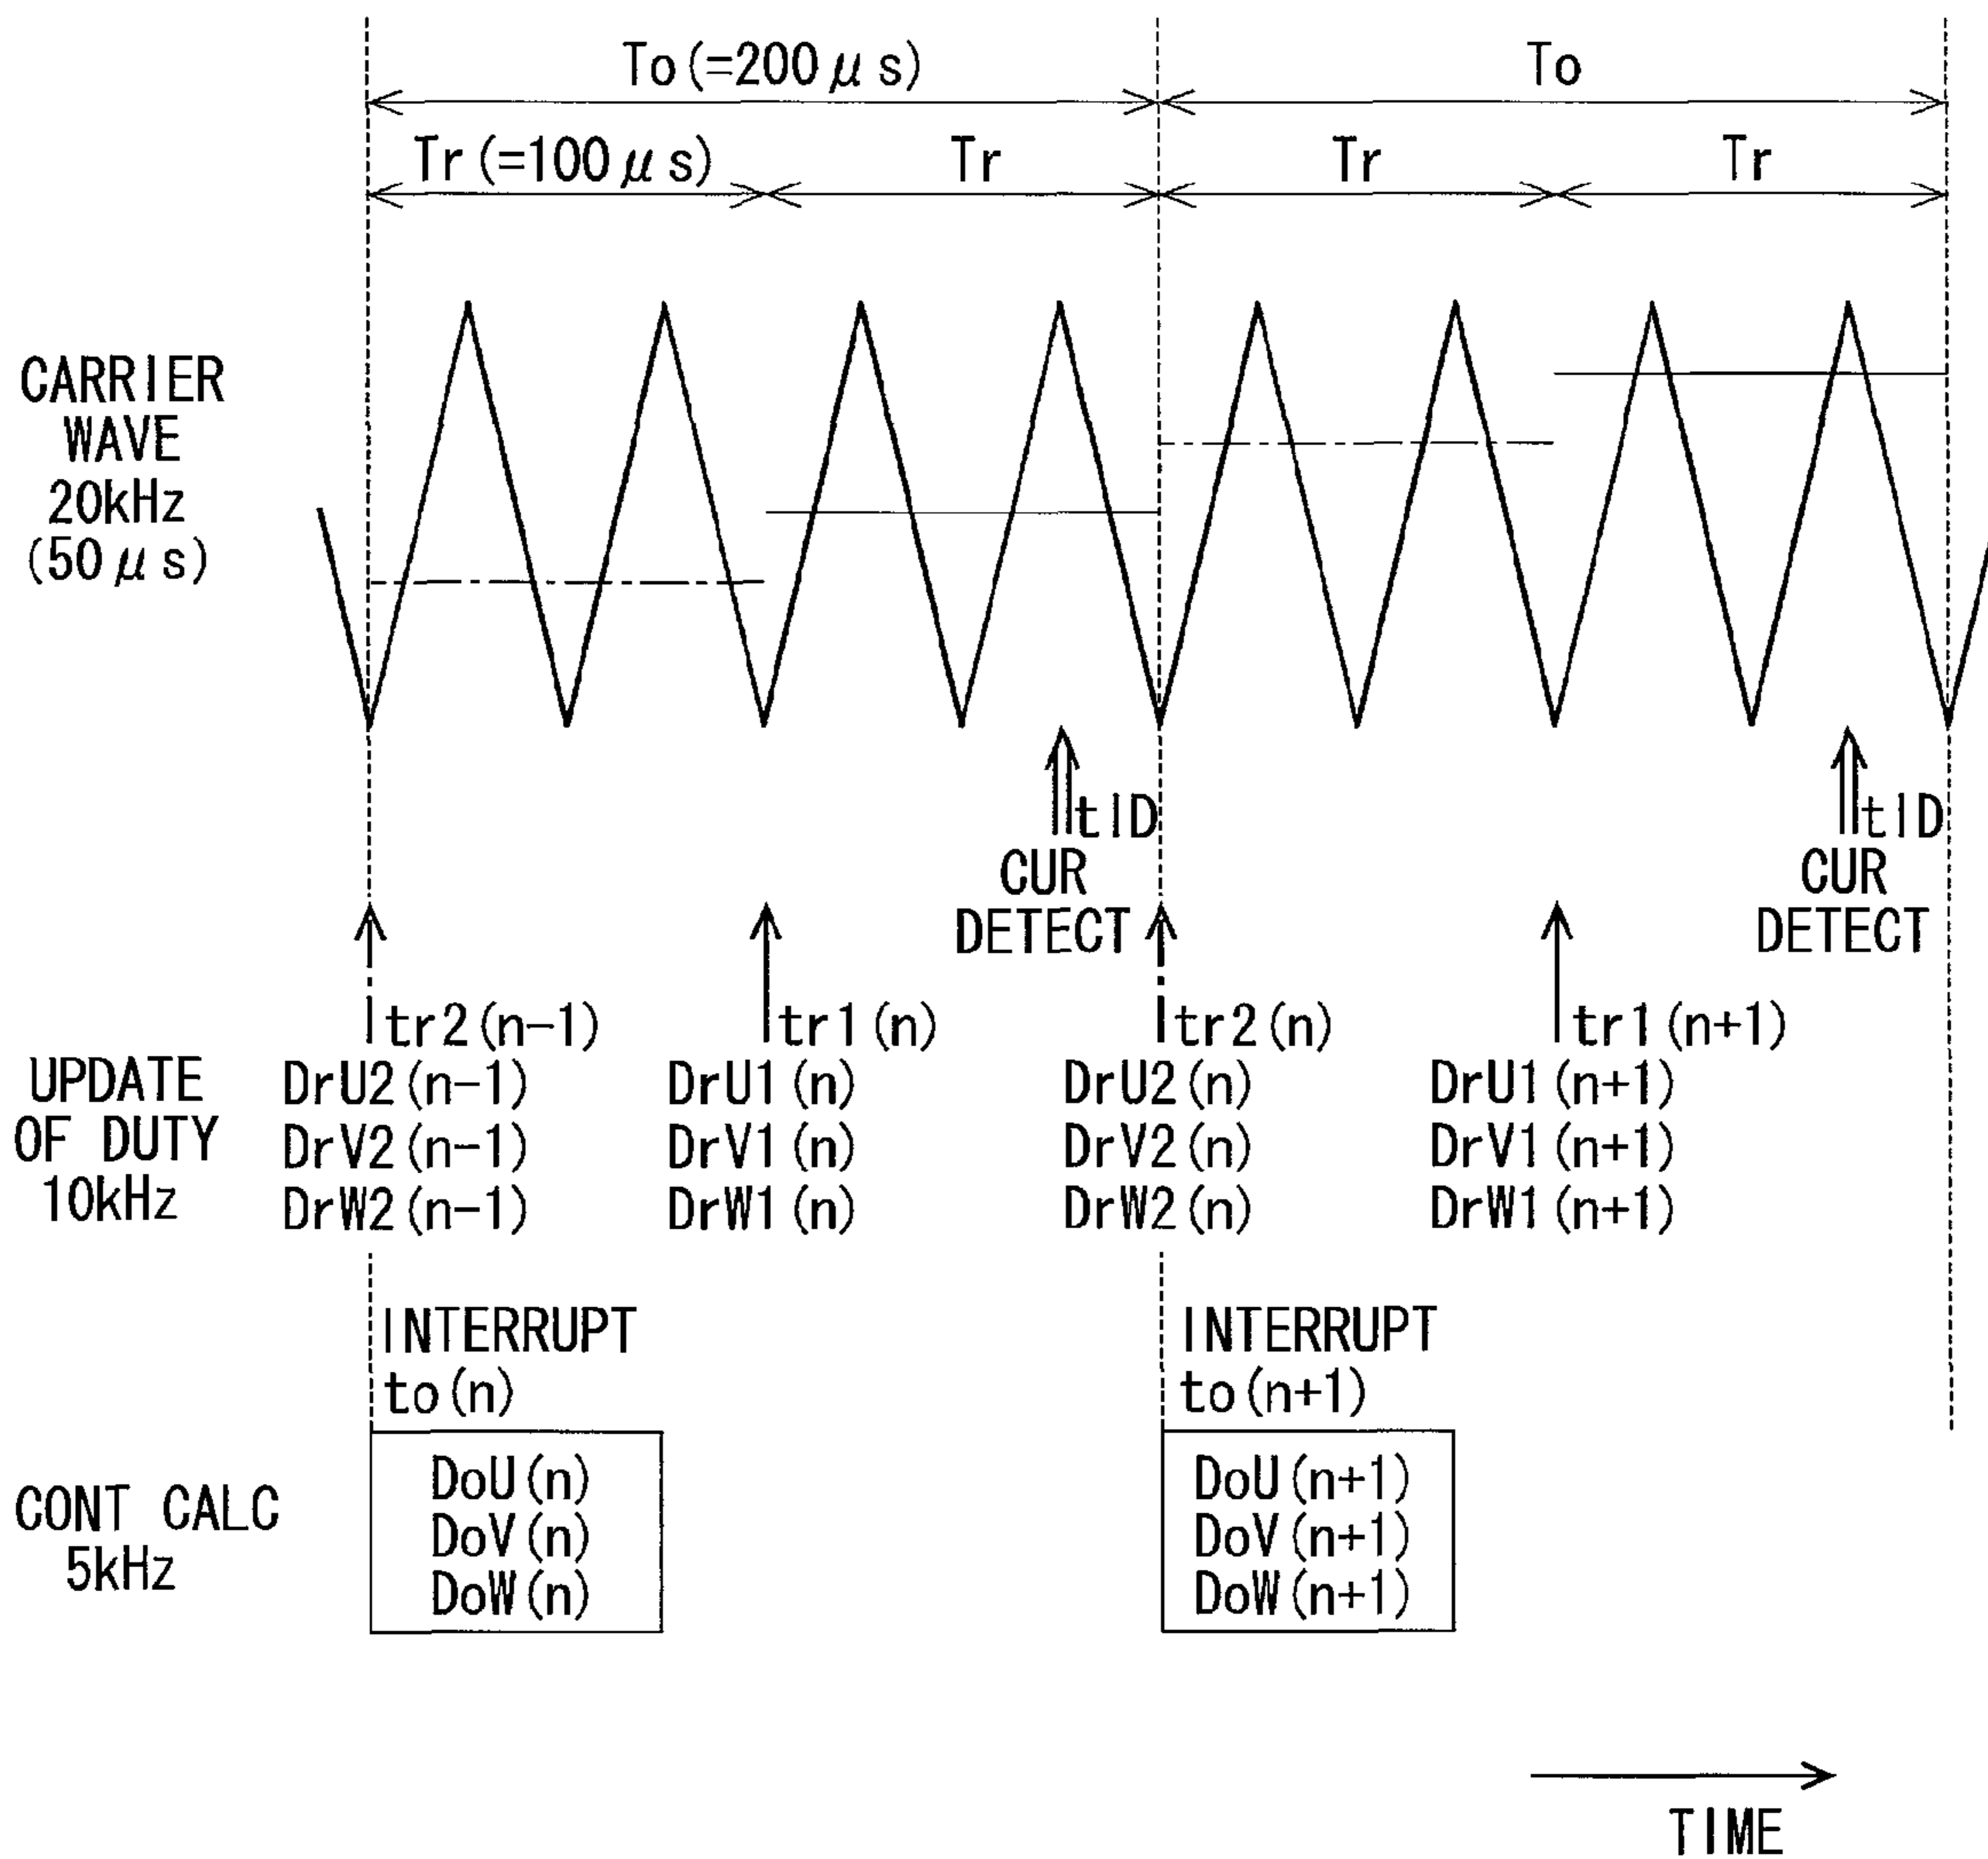 To(=200μs) To
Tr(=100μs) Tr Tr Tr
CARRIER
WAVE
20kHz
(50μs)
tID tID
CUR CUR
DETECT DETECT
tr2(n-1) tr1(n) tr2(n) tr1(n+1)
UPDATE
OF DUTY
10kHz
DrU2(n-1) DrU1(n) DrU2(n) DrU1(n+1)
DrV2(n-1) DrV1(n) DrV2(n) DrV1(n+1)
DrW2(n-1) DrW1(n) DrW2(n) DrW1(n+1)
INTERRUPT INTERRUPT
to(n) to(n+1)
CONT CALC
5kHz
DoU(n) DoU(n+1)
DoV(n) DoV(n+1)
DoW(n) DoW(n+1)
TIME